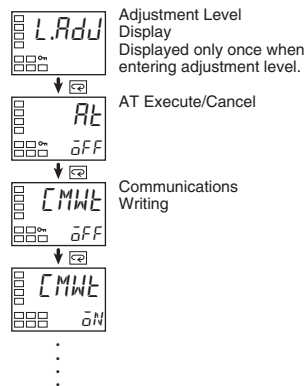 L.AdJ
Adjustment Level
Display
Displayed only once when
entering adjustment level.
At
oFF
AT Execute/Cancel
CMWt
oFF
Communications
Writing
CMWt
oN